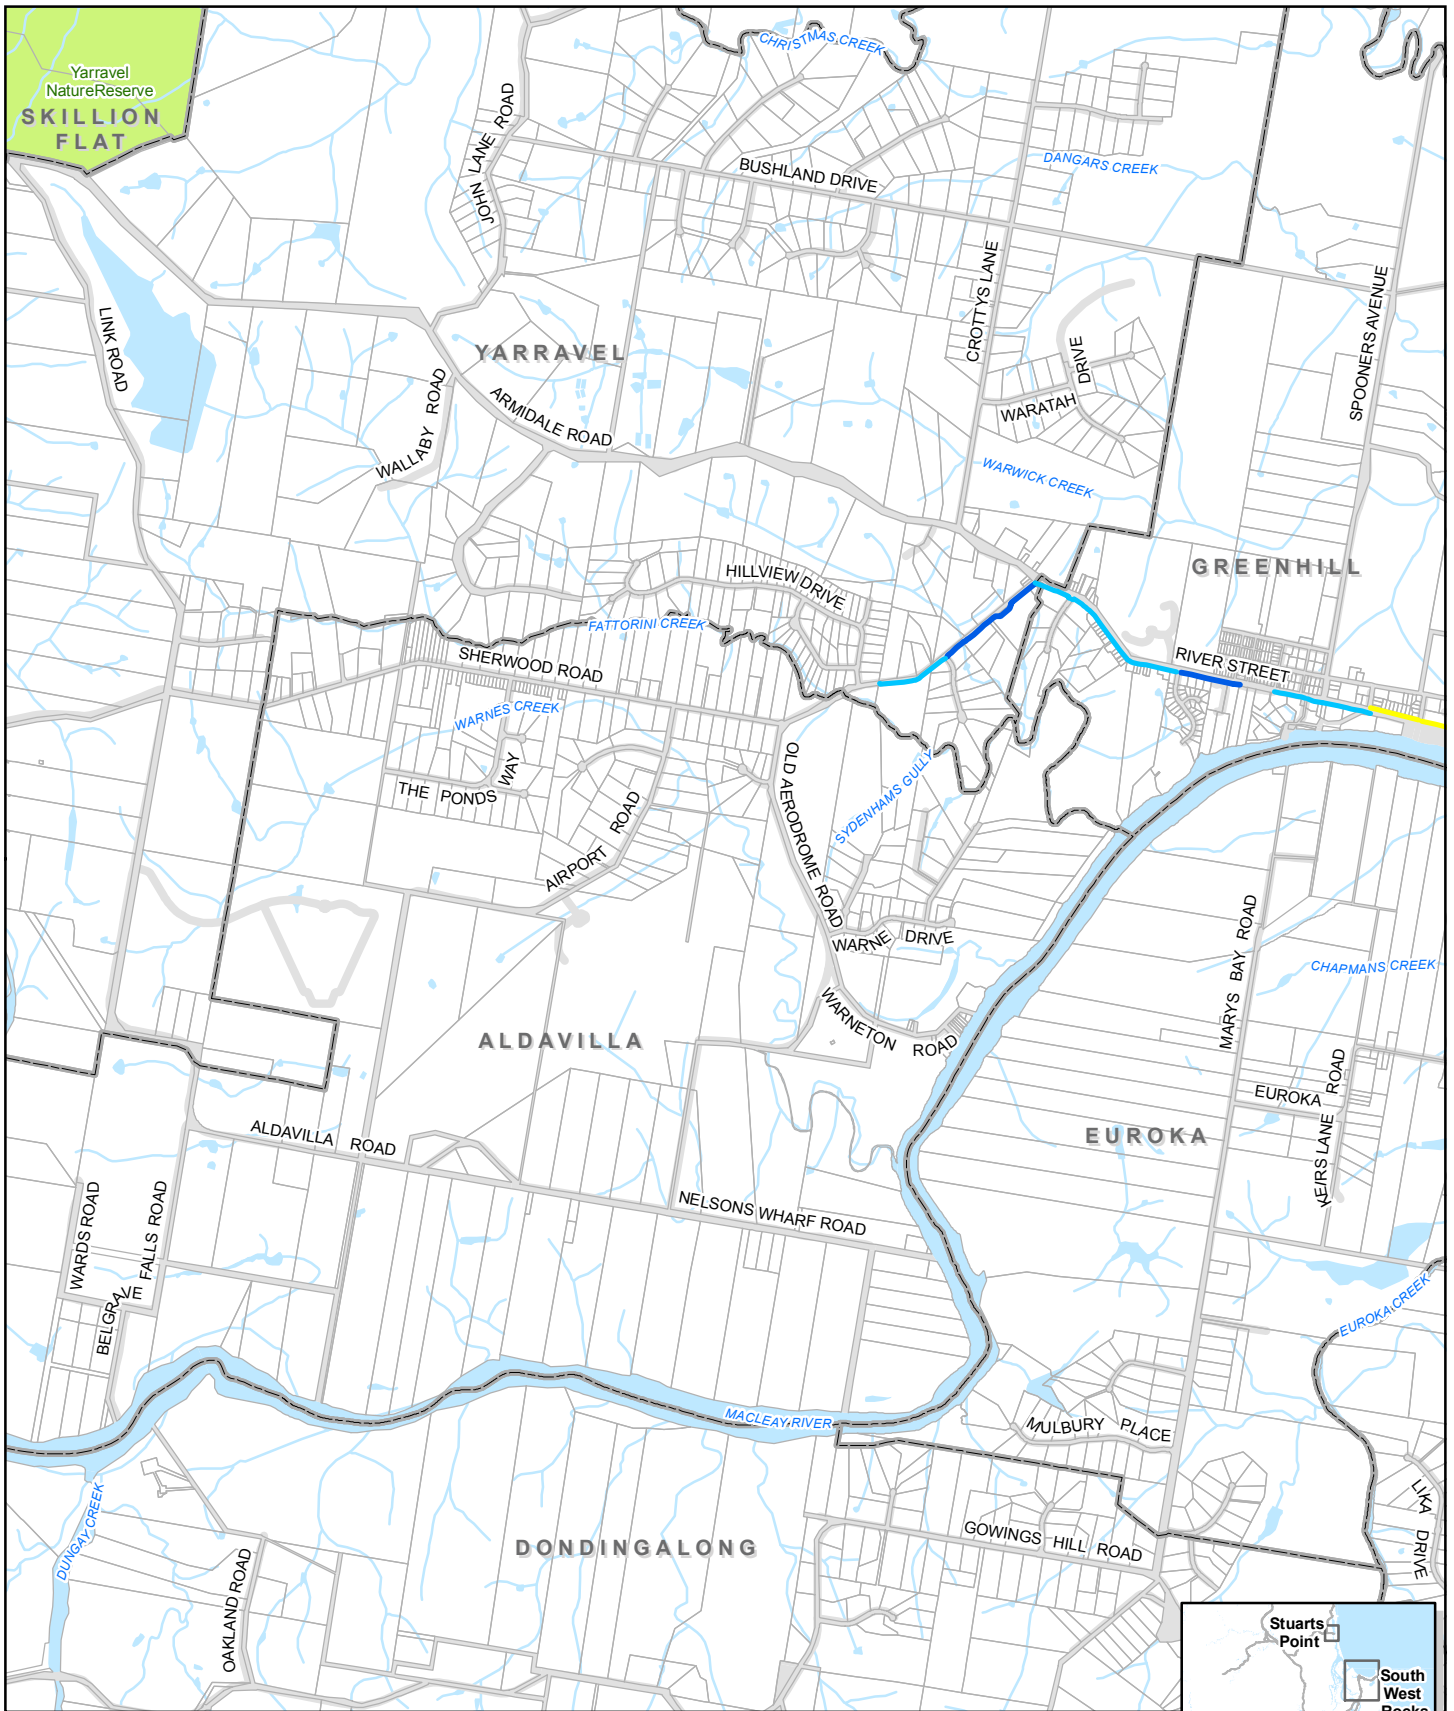 CHRISTMAS CREEK
Yarravel
NatureReserve
SKILLION
FLAT
JOHN LANE ROAD
BUSHLAND DRIVE
DANGARS CREEK
CROTTYS LANE
SPOONERS AVENUE
LINK ROAD
YARRAVEL
WALLABY ROAD
ARMIDALE ROAD
WARATAH DRIVE
WARWICK CREEK
GREENHILL
HILLVIEW DRIVE
FATTORINI CREEK
SHERWOOD ROAD
RIVER STREET
WARNES CREEK
THE PONDS WAY
AIRPORT ROAD
OLD AERODROME ROAD
SYDENHAMS GULLY
WARNE DRIVE
MARYS BAY ROAD
CHAPMANS CREEK
WARNETON ROAD
ALDAVILLA
EUROKA
KEIRS LANE ROAD
EUROKA
ALDAVILLA ROAD
NELSONS WHARF ROAD
WARDS ROAD
BELGRAVE FALLS ROAD
EUROKA CREEK
MACLEAY RIVER
MULBURY PLACE
DUNGAY CREEK
LIKA DRIVE
GOWINGS HILL ROAD
DONDINGALONG
OAKLAND ROAD
Stuarts
Point
South
West
Rocks